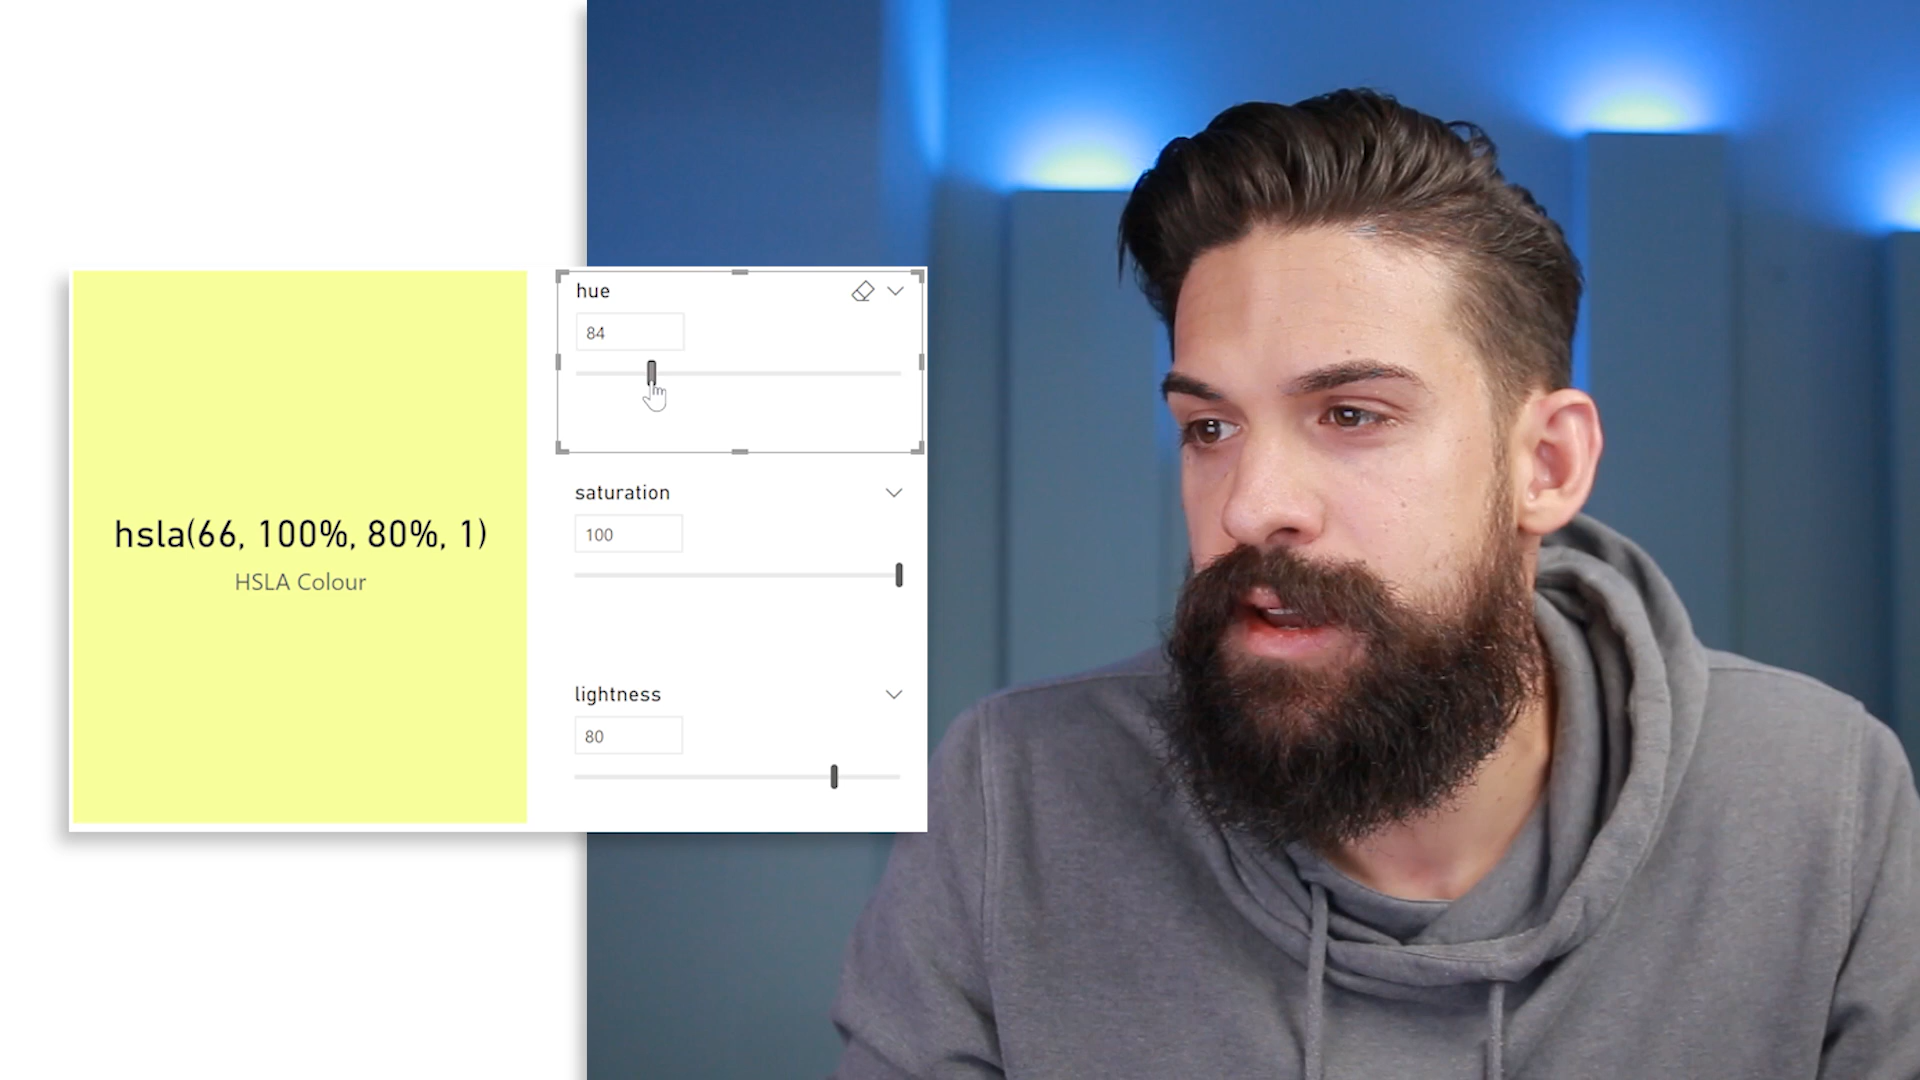 hsla(66, 100%, 80%, 1)
HSLA Colour
hue
84
saturation
100
lightness
80